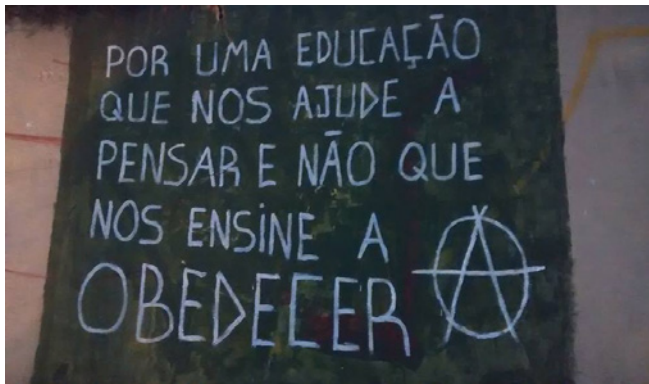 POR UMA EDUCAÇÃO
QUE NOS AJUDE A
PENSAR E NÃO QUE
NOS ENSINE A
OBEDECER